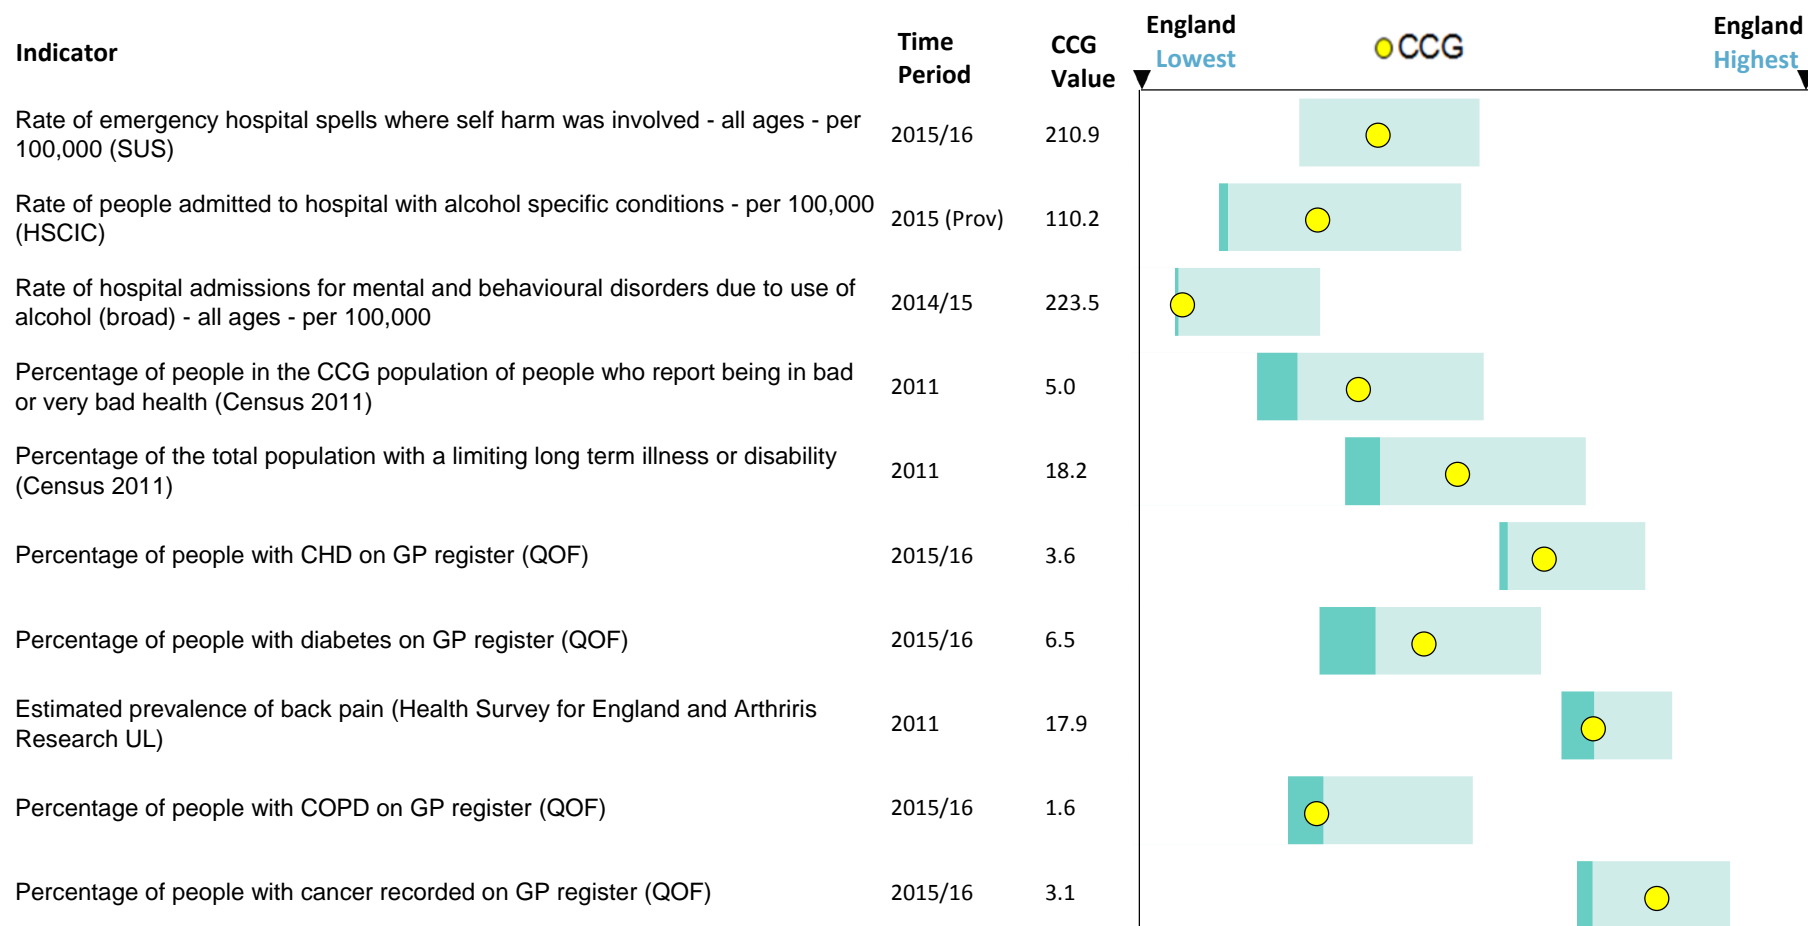 Indicator
Time
Period
CCG
Value
England
Lowest
CCG
England
Highest
Rate of emergency hospital spells where self harm was involved - all ages - per
100,000 (SUS)
2015/16
210.9
Rate of people admitted to hospital with alcohol specific conditions - per 100,000
(HSCIC)
2015 (Prov)
110.2
Rate of hospital admissions for mental and behavioural disorders due to use of
alcohol (broad) - all ages - per 100,000
2014/15
223.5
Percentage of people in the CCG population of people who report being in bad
or very bad health (Census 2011)
2011
5.0
Percentage of the total population with a limiting long term illness or disability
(Census 2011)
2011
18.2
Percentage of people with CHD on GP register (QOF)
2015/16
3.6
Percentage of people with diabetes on GP register (QOF)
2015/16
6.5
Estimated prevalence of back pain (Health Survey for England and Arthriris
Research UL)
2011
17.9
Percentage of people with COPD on GP register (QOF)
2015/16
1.6
Percentage of people with cancer recorded on GP register (QOF)
2015/16
3.1